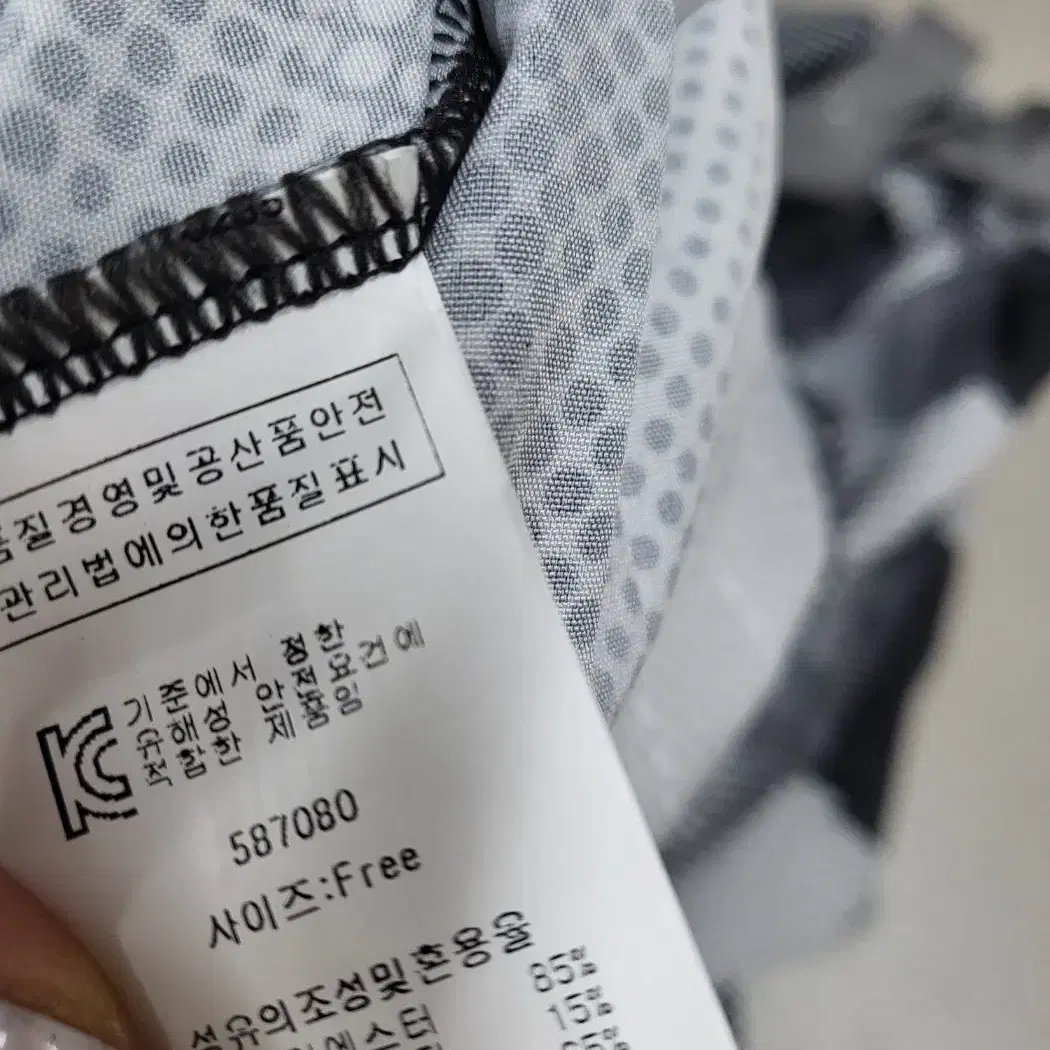 품질경영및공산품안전
관리법에의한품질표시
KC
기준에서 정한
유해성 안전요건에
적합한 제품임
587080
사이즈:Free
섬유의조성및혼용율
에스터 85%
15%